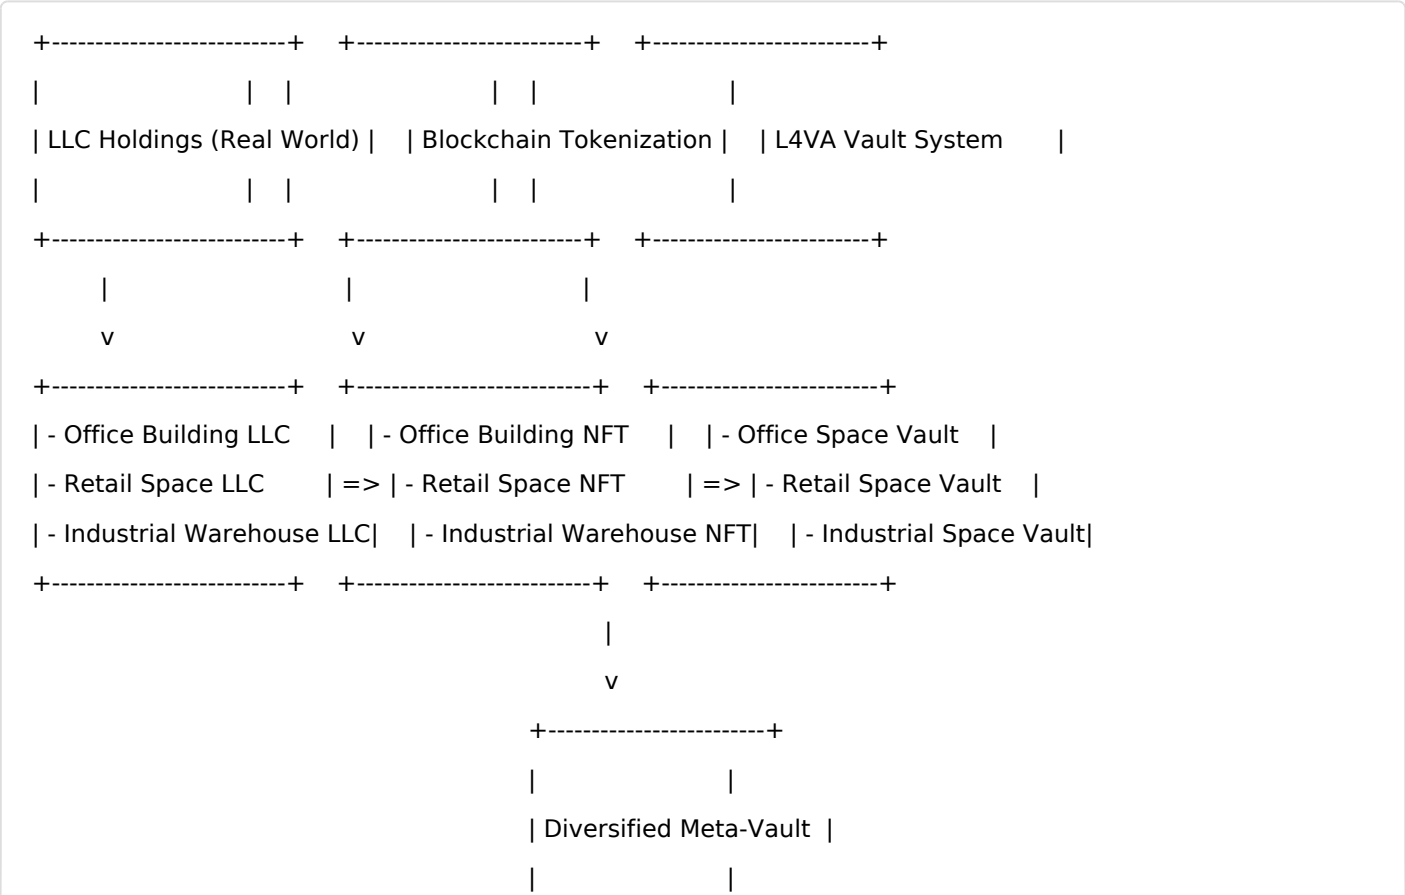 +---------------------------+ +--------------------------+ +-------------------------+
| | | | | |
| LLC Holdings (Real World) | | Blockchain Tokenization | | L4VA Vault System |
| | | | | |
+---------------------------+ +--------------------------+ +-------------------------+
| | |
v v v
+---------------------------+ +---------------------------+ +-------------------------+
| - Office Building LLC | | - Office Building NFT | | - Office Space Vault |
| - Retail Space LLC | => | - Retail Space NFT | => | - Retail Space Vault |
| - Industrial Warehouse LLC| | - Industrial Warehouse NFT| | - Industrial Space Vault|
+---------------------------+ +---------------------------+ +-------------------------+
|
v
+-------------------------+
| |
| Diversified Meta-Vault |
| |